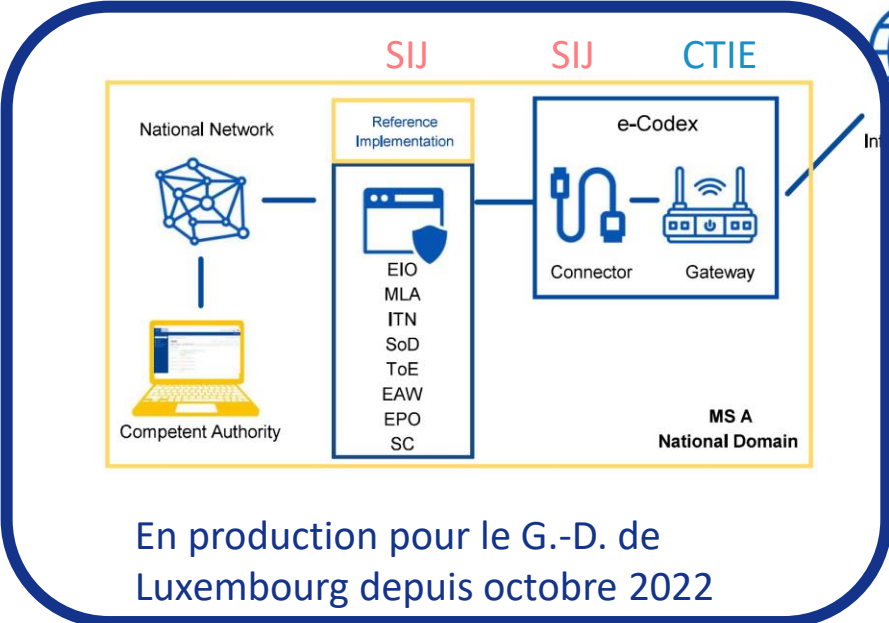 SIJ SIJ CTIE
National Network
Reference
Implementation
e-Codex
Int
EIO
MLA
ITN
SoD
ToE
EAW
EPO
SC
Connector Gateway
Competent Authority
MS A
National Domain
En production pour le G.-D. de
Luxembourg depuis octobre 2022